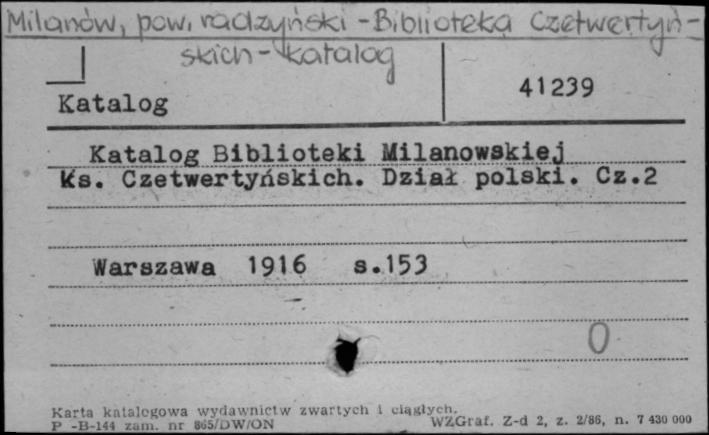 Milanów, pow. radzyński - Biblioteka Czetwertyń-
skich - katalog
41239
Katalog
Katalog Biblioteki Milanowskiej
Ks. Czetwertyńskich. Dział polski. Cz.2
Warszawa 1916 s.153
0
Karta katalogowa wydawnictw zwartych i ciągłych.
P -B-144 zam. nr 865/DW/ON WZGraf. Z-d 2, z. 2/86, n. 7 430 000